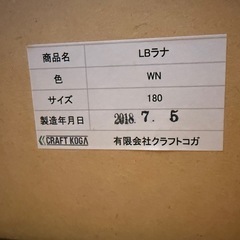 商品名 LBラナ
色 WN
サイズ 180
製造年月日 2018. 7. 5
CRAFT KOGA 有限会社クラフトコガ